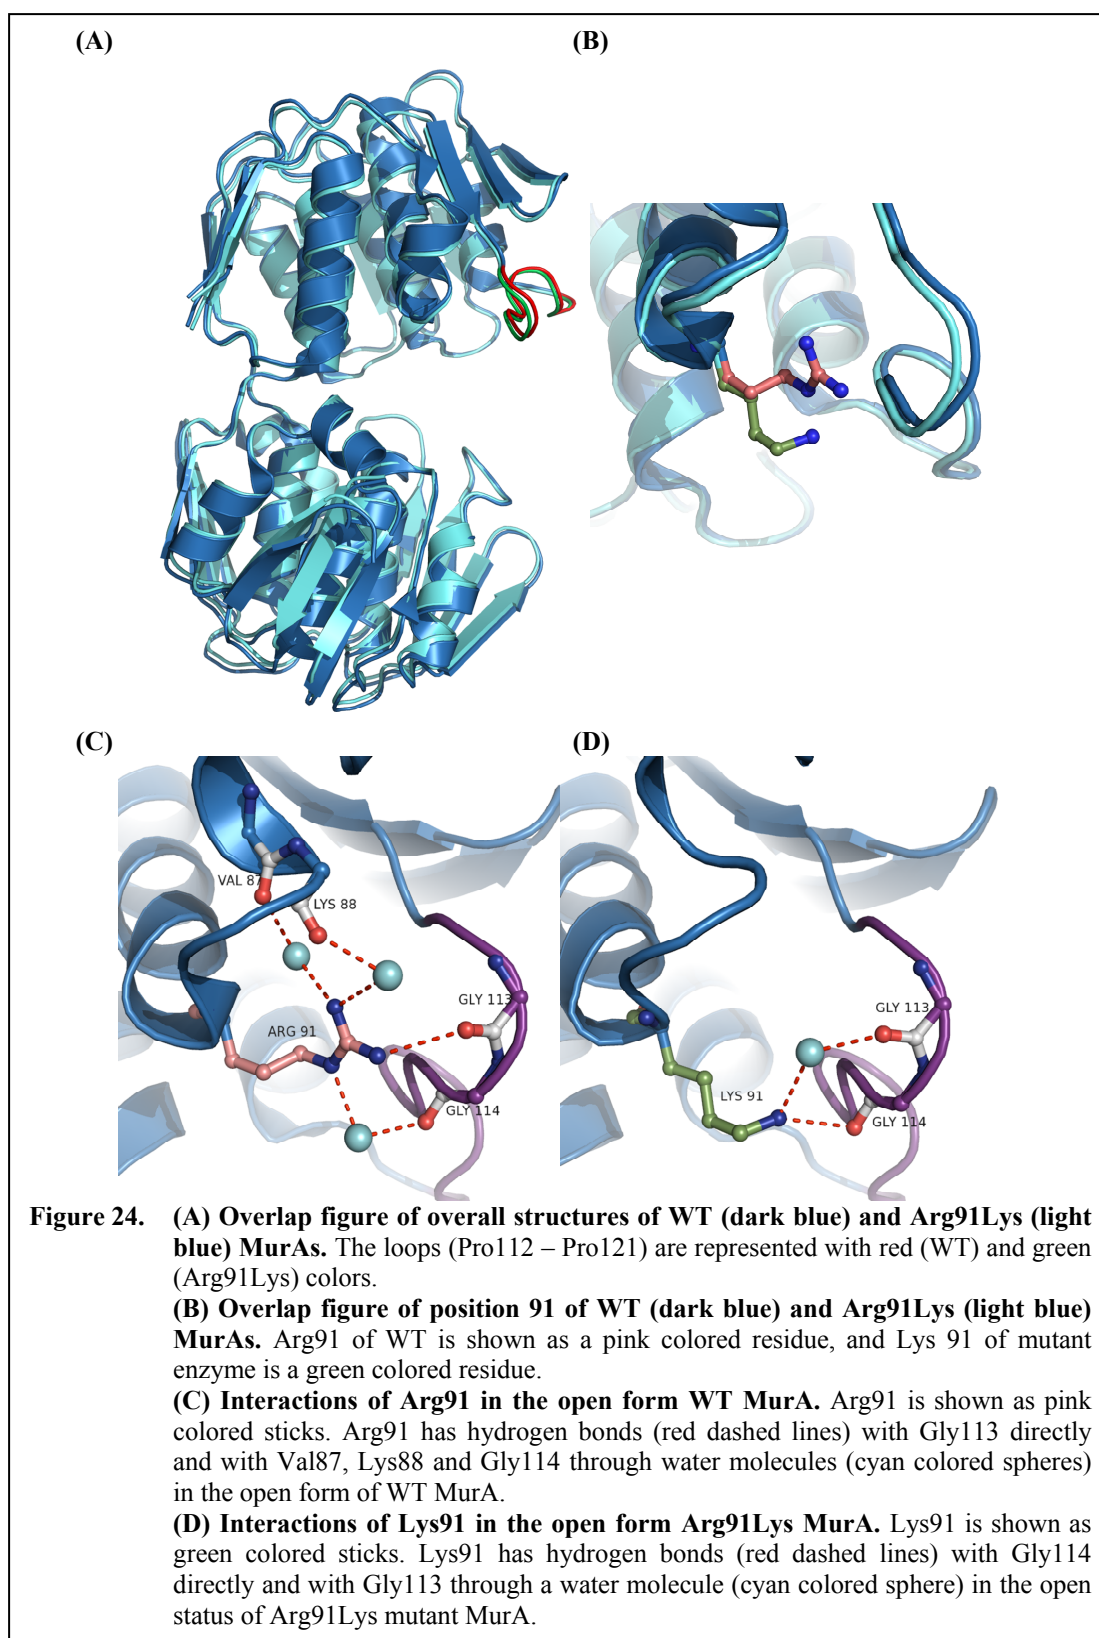 (A) (B)
(C) (D)
VAL 87
LYS 88
GLY 113
ARG 91
GLY 114
GLY 113
LYS 91
GLY 114
Figure 24. (A) Overlap figure of overall structures of WT (dark blue) and Arg91Lys (light
blue) MurAs. The loops (Pro112 – Pro121) are represented with red (WT) and green
(Arg91Lys) colors.
(B) Overlap figure of position 91 of WT (dark blue) and Arg91Lys (light blue)
MurAs. Arg91 of WT is shown as a pink colored residue, and Lys 91 of mutant
enzyme is a green colored residue.
(C) Interactions of Arg91 in the open form WT MurA. Arg91 is shown as pink
colored sticks. Arg91 has hydrogen bonds (red dashed lines) with Gly113 directly
and with Val87, Lys88 and Gly114 through water molecules (cyan colored spheres)
in the open form of WT MurA.
(D) Interactions of Lys91 in the open form Arg91Lys MurA. Lys91 is shown as
green colored sticks. Lys91 has hydrogen bonds (red dashed lines) with Gly114
directly and with Gly113 through a water molecule (cyan colored sphere) in the open
status of Arg91Lys mutant MurA.